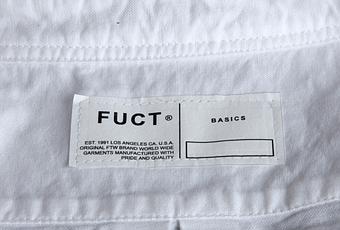 FUCT®
EST. 1991 LOS ANGELES CA. U.S.A.
ORIGINAL FTW BRAND WORLD WIDE
GARMENTS MANUFACTURED WITH
PRIDE AND QUALITY
BASICS